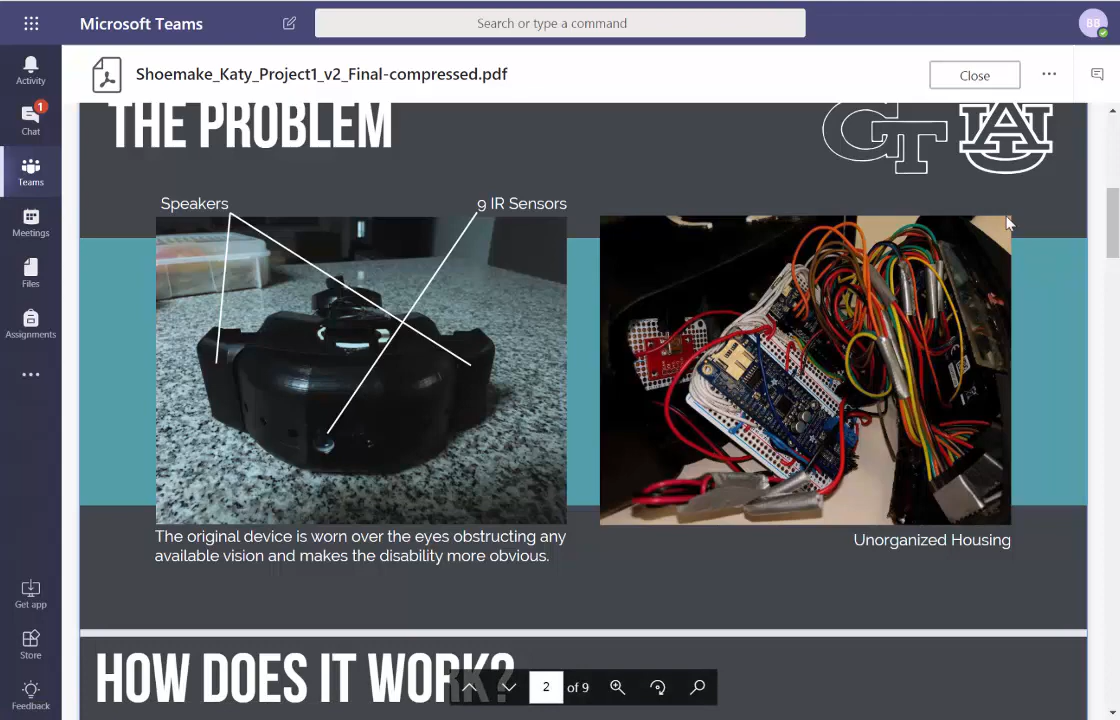 Microsoft Teams
Search or type a command
BB
Activity
Shoemake_Katy_Project1_v2_Final-compressed.pdf
Close
Chat
1
Teams
Meetings
Files
Assignments
Get app
Store
Feedback
THE PROBLEM
GT
AU
Speakers
9 IR Sensors
The original device is worn over the eyes obstructing any
available vision and makes the disability more obvious.
Unorganized Housing
HOW DOES IT WORK?
2 of 9